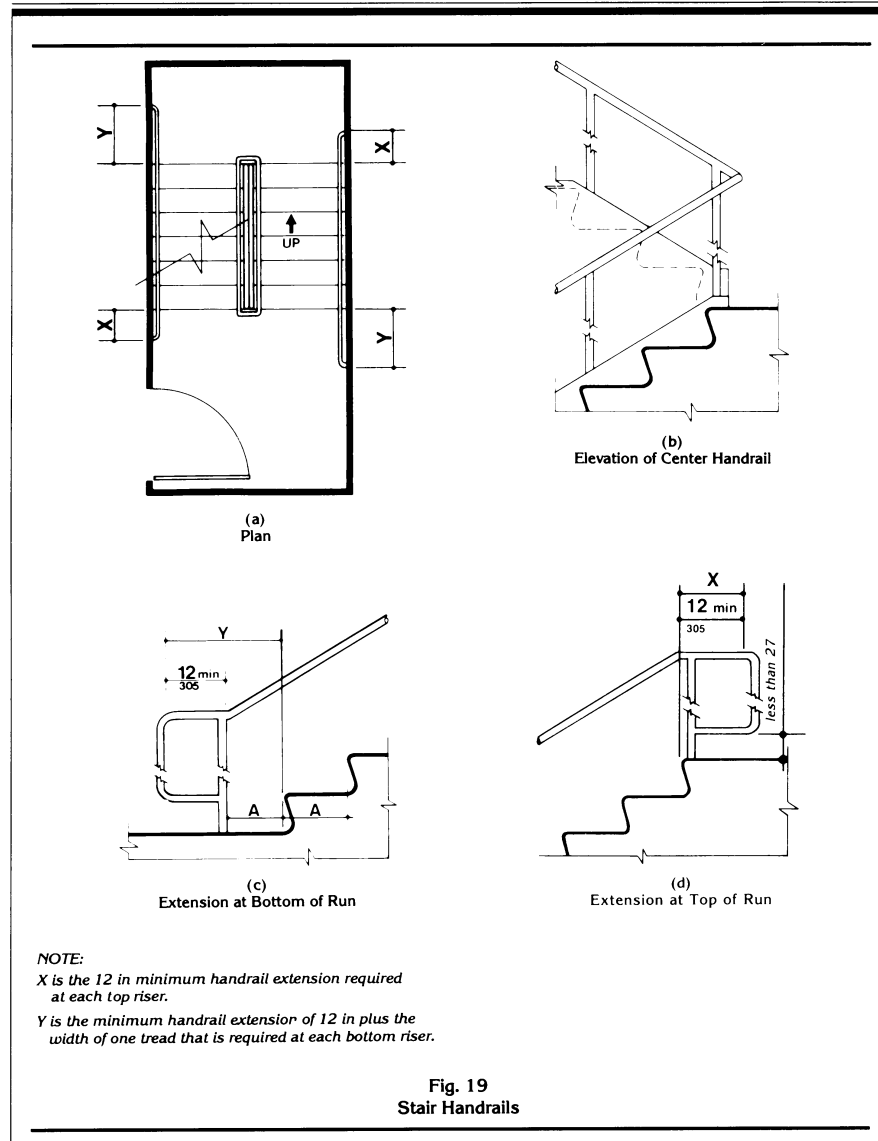 Y
X
UP
X
Y
(a)
Plan
(b)
Elevation of Center Handrail
Y
12 min
305
A
A
(c)
Extension at Bottom of Run
X
12 min
305
less than 27
(d)
Extension at Top of Run
NOTE:
X is the 12 in minimum handrail extension required
at each top riser.
Y is the minimum handrail extension of 12 in plus the
width of one tread that is required at each bottom riser.
Fig. 19
Stair Handrails